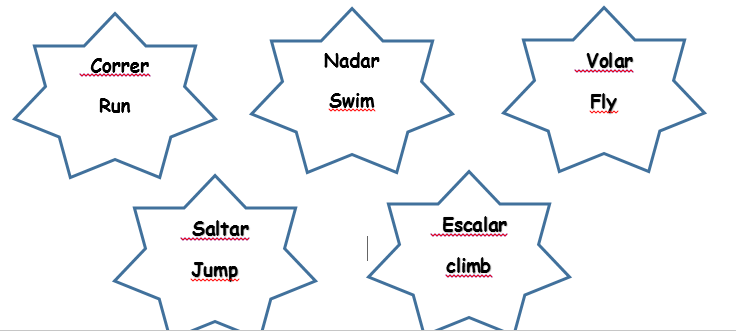 Correr
Run
Nadar
Swim
Volar
Fly
Saltar
Jump
Escalar
climb